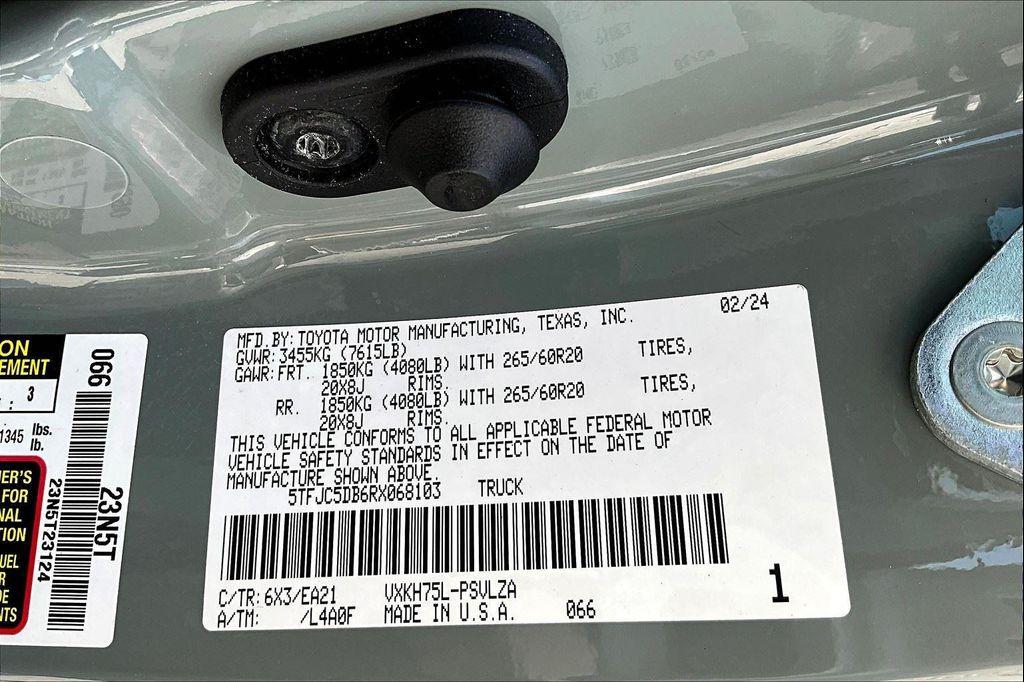 ON
EMENT
3
1345 lbs.
lb.
ER'S
FOR
NAL
TION
UEL
R
DE
NTS
066
23N5T
23N5T23124
MFD.BY:TOYOTA MOTOR MANUFACTURING, TEXAS, INC. 02/24
GVWR:3455KG (7615LB)
GAWR:FRT. 1850KG (4080LB) WITH 265/60R20 TIRES,
20X8J RIMS.
RR. 1850KG (4080LB) WITH 265/60R20 TIRES,
20X8J RIMS.
THIS VEHICLE CONFORMS TO ALL APPLICABLE FEDERAL MOTOR
VEHICLE SAFETY STANDARDS IN EFFECT ON THE DATE OF
MANUFACTURE SHOWN ABOVE.
5TFJC5DB6RX068103 TRUCK
C/TR:6X3/EA21 VXKH75L-PSVLZA
A/TM: /L4A0F MADE IN U.S.A. 066
1